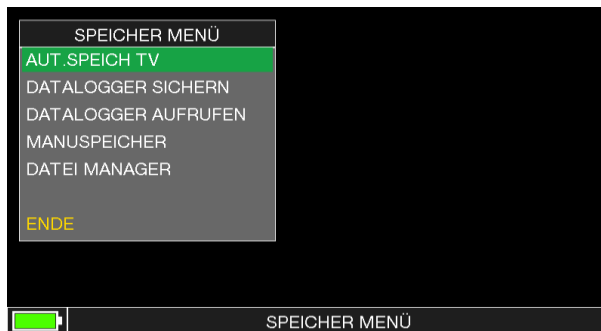 SPEICHER MENÜ
AUT.SPEICH TV
DATALOGGER SICHERN
DATALOGGER AUFRUFEN
MANUSPEICHER
DATEI MANAGER
ENDE
SPEICHER MENÜ